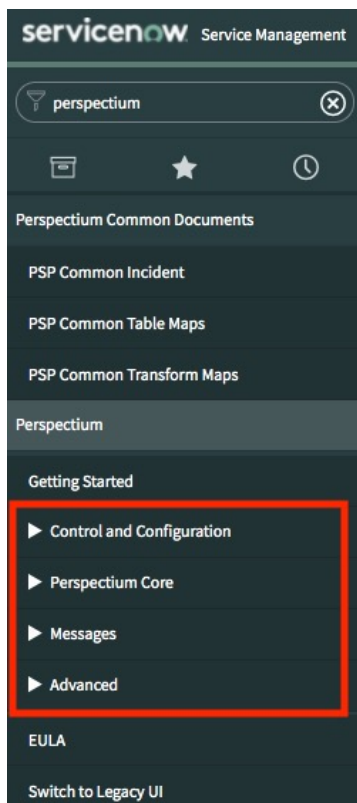 servicenow Service Management
perspectium
Perspectium Common Documents
PSP Common Incident
PSP Common Table Maps
PSP Common Transform Maps
Perspectium
Getting Started
Control and Configuration
Perspectium Core
Messages
Advanced
EULA
Switch to Legacy UI